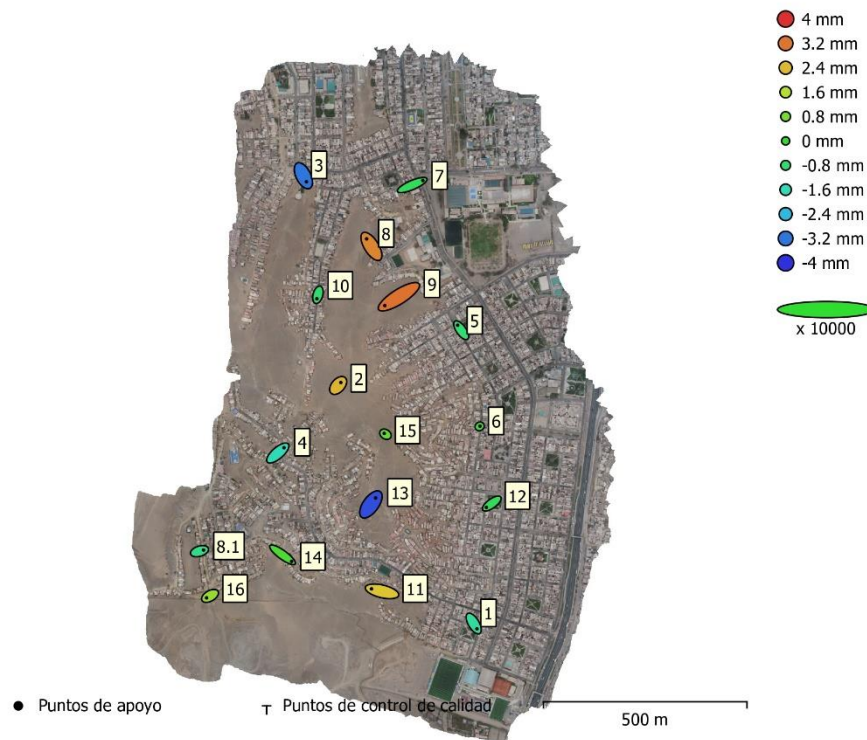 4 mm
3.2 mm
2.4 mm
1.6 mm
0.8 mm
0 mm
-0.8 mm
-1.6 mm
-2.4 mm
-3.2 mm
-4 mm
x 10000
3
7
8
10
9
5
2
15
6
4
13
12
8.1
14
16
11
1
Puntos de apoyo
Puntos de control de calidad
500 m